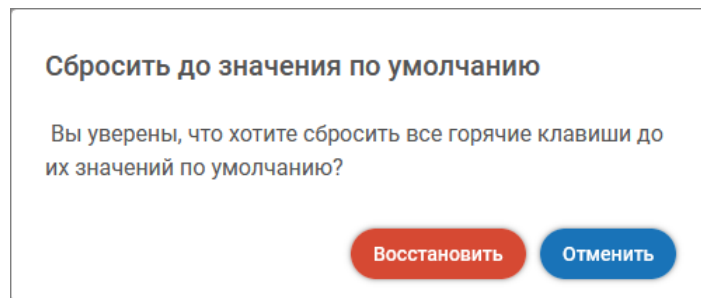 Сбросить до значения по умолчанию
Вы уверены, что хотите сбросить все горячие клавиши до
их значений по умолчанию?
Восстановить
Отменить